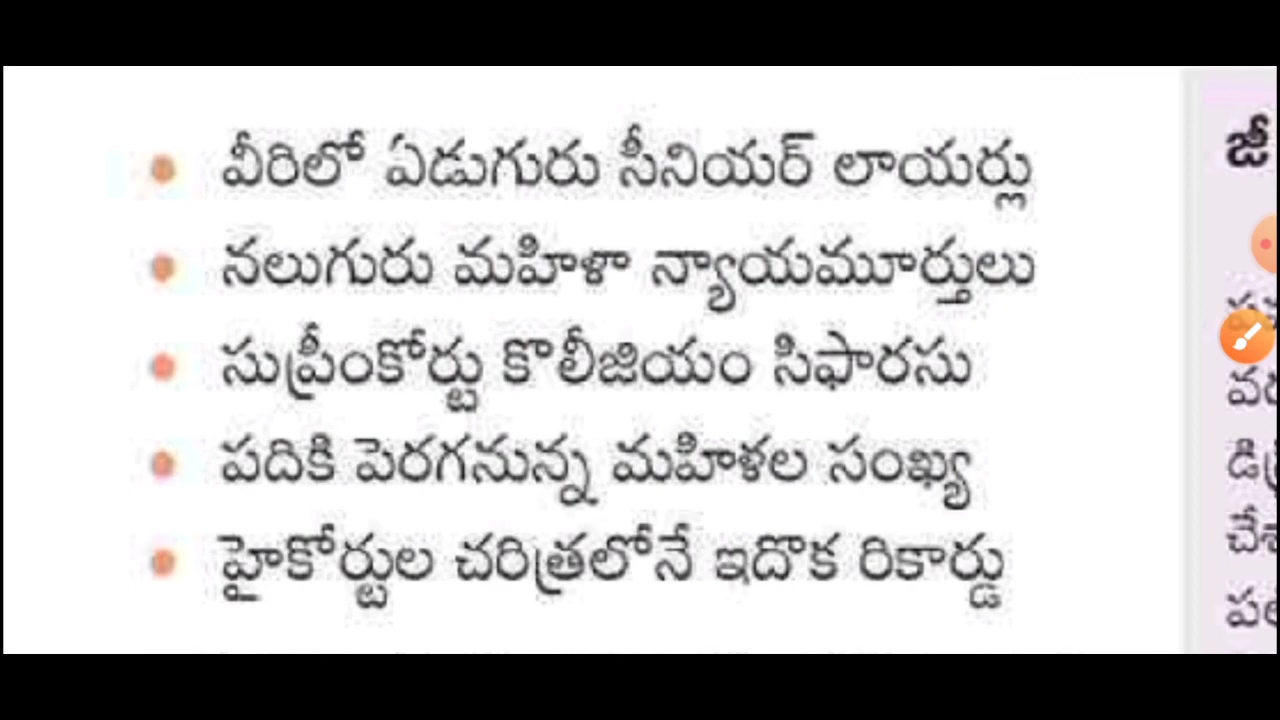 వీరిలో ఏడుగురు సీనియర్ లాయర్లు
నలుగురు మహిళా న్యాయమూర్తులు
సుప్రీంకోర్టు కొలీజియం సిఫారసు
పదికి పెరగనున్న మహిళల సంఖ్య
హైకోర్టుల చరిత్రలోనే ఇదొక రికార్డు